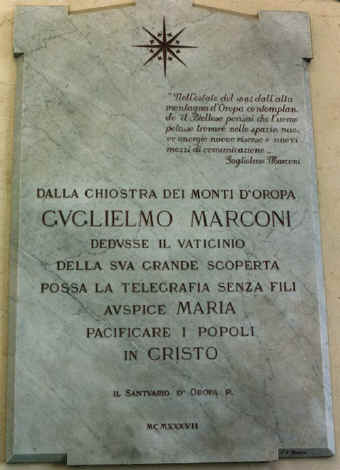 "Nell'estate del 1892 dall'alta
montagna d'Oropa contemplan.
do il Biellese pensai che l'uomo
potesse trovare nello spazio nuo.
ve energie nuove risorse e nuovi
mezzi di comunicazione...
Guglielmo Marconi
DALLA CHIOSTRA DEI MONTI D'OROPA
GVGLIELMO MARCONI
DEDVSSE IL VATICINIO
DELLA SVA GRANDE SCOPERTA
POSSA LA TELEGRAFIA SENZA FILI
AVSPICE MARIA
PACIFICARE I POPOLI
IN CRISTO
IL SANTVARIO D'OROPA P.
MCMXXXVII